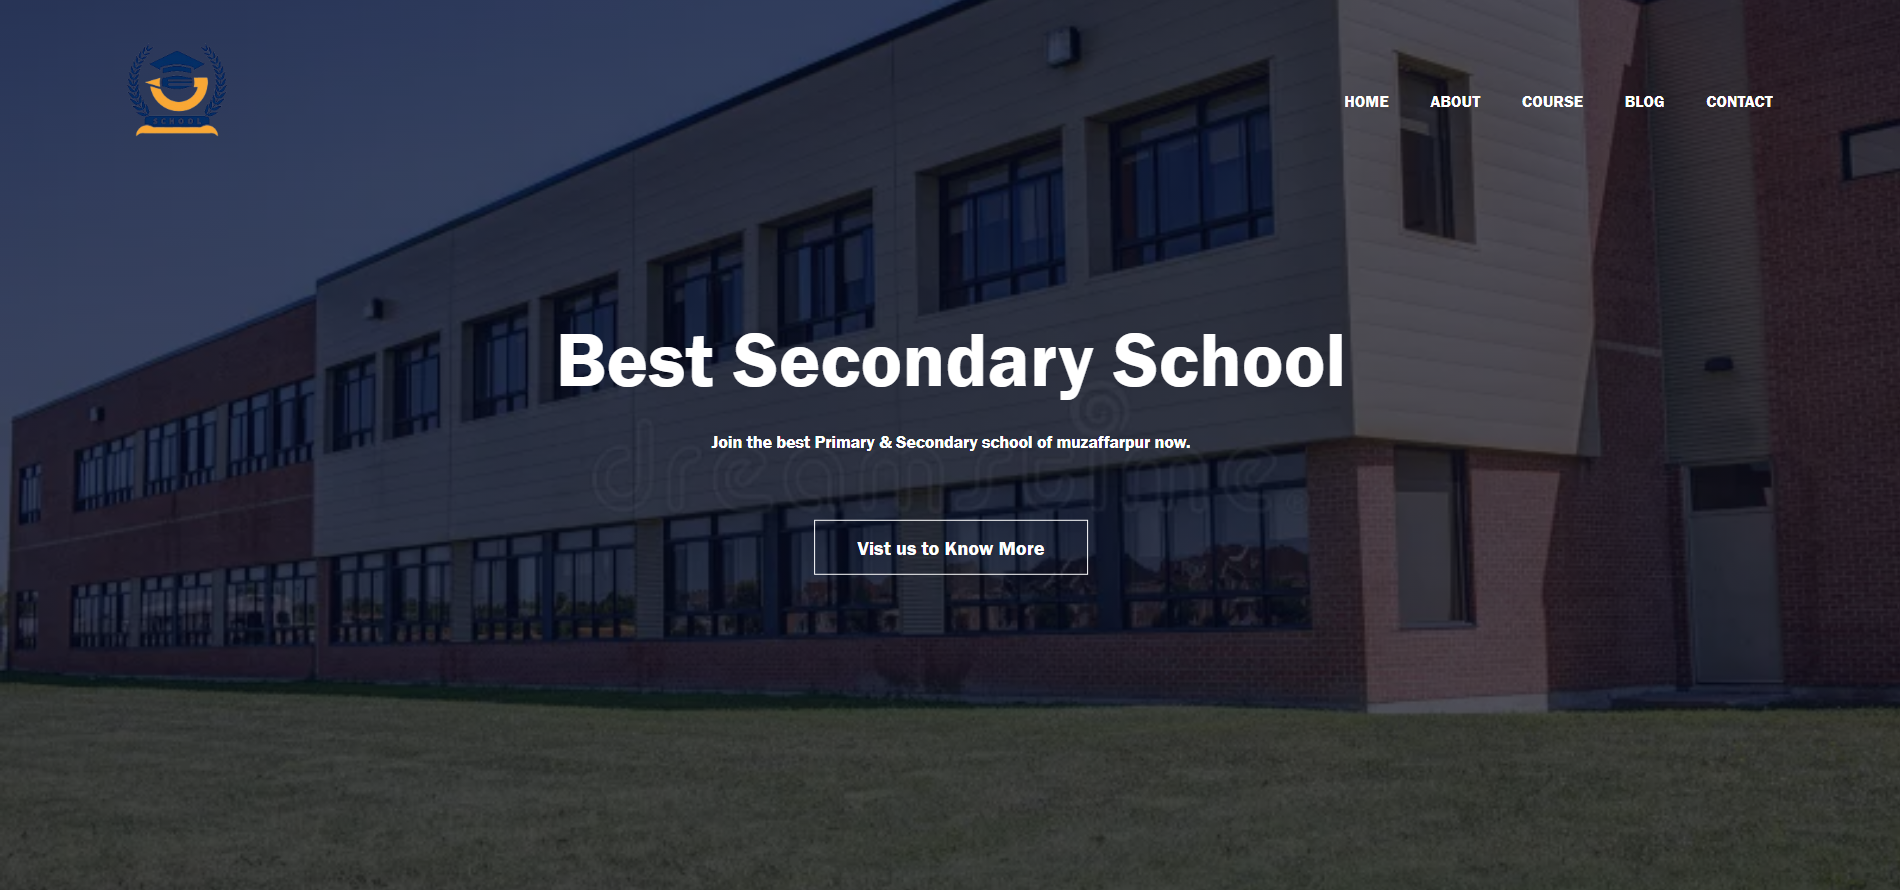 SCHOOL
HOME ABOUT COURSE BLOG CONTACT
Best Secondary School
Join the best Primary & Secondary school of muzaffarpur now.
dreamstime
Vist us to Know More